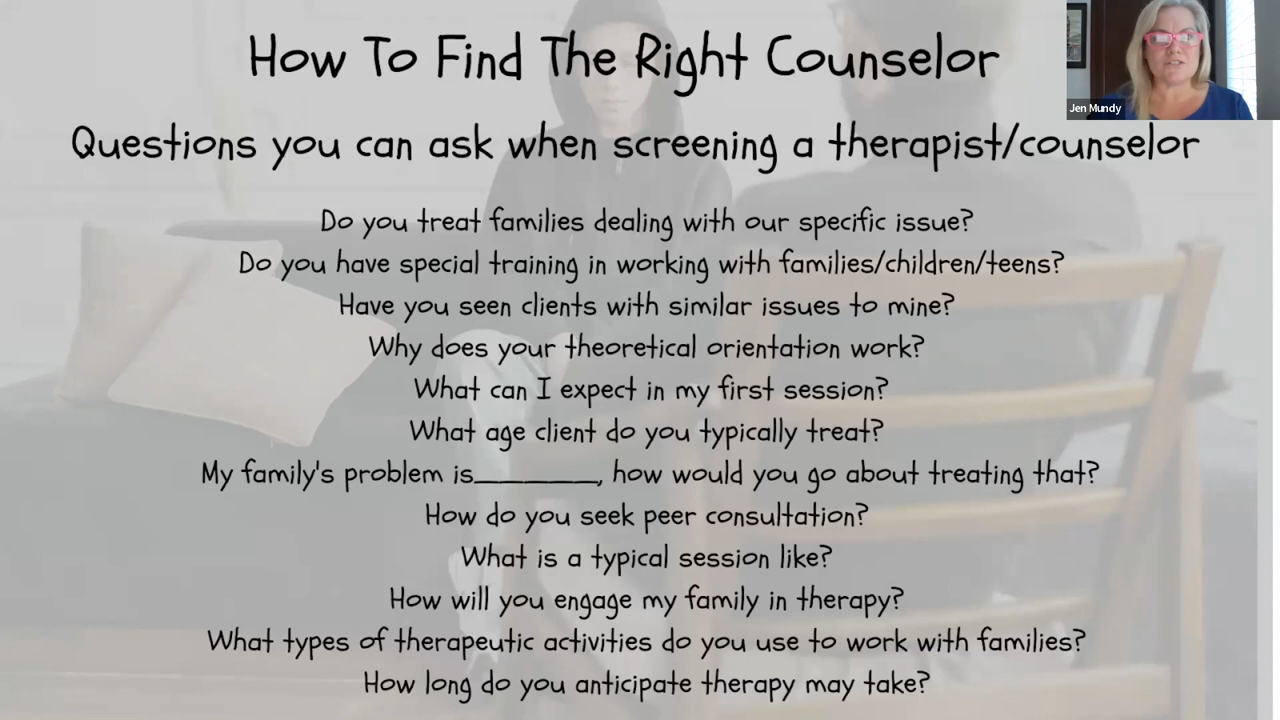 How To Find The Right Counselor
Jen Mundy
Questions you can ask when screening a therapist/counselor
Do you treat families dealing with our specific issue?
Do you have special training in working with families/children/teens?
Have you seen clients with similar issues to mine?
Why does your theoretical orientation work?
What can I expect in my first session?
What age client do you typically treat?
My family's problem is_______, how would you go about treating that?
How do you seek peer consultation?
What is a typical session like?
How will you engage my family in therapy?
What types of therapeutic activities do you use to work with families?
How long do you anticipate therapy may take?